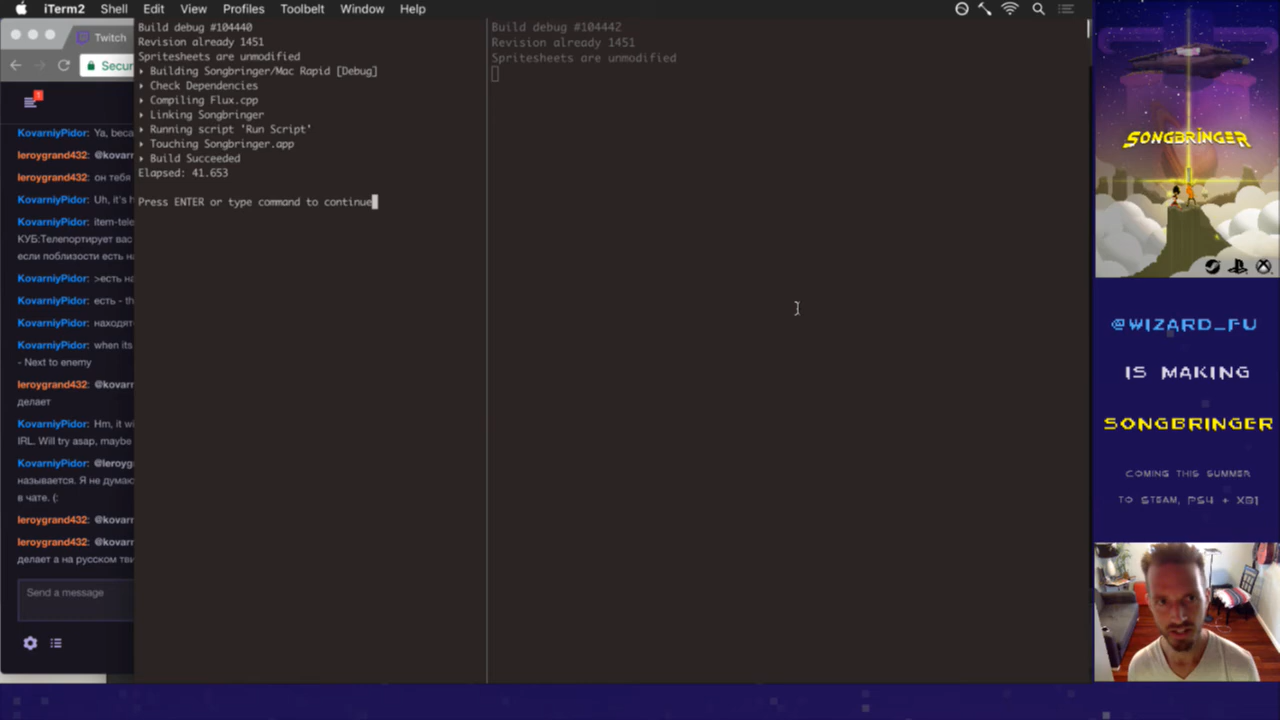 iTerm2 Shell Edit View Profiles Toolbelt Window Help
Twitch
Secur
1
KovarniyPidor: Ya, beca
leroygrand432: @kovarn
leroygrand432: он тебя
KovarniyPidor: Uh, it's h
KovarniyPidor: item-tele
КУБ:Телепортирует вас
если поблизости есть н
KovarniyPidor: >есть на
KovarniyPidor: есть - th
KovarniyPidor: находят
KovarniyPidor: when its
- Next to enemy
leroygrand432: @kovarn
делает
KovarniyPidor: Hm, it wi
IRL. Will try asap, maybe
KovarniyPidor: @leroyg
называется. Я не думаю
в чате. (:
leroygrand432: @kovarn
leroygrand432: @kovarn
делает а на русском тви
Send a message
Build debug #104440
Revision already 1451
Spritesheets are unmodified
Building Songbringer/Mac Rapid [Debug]
Check Dependencies
Compiling Flux.cpp
Linking Songbringer
Running script 'Run Script'
Touching Songbringer.app
Build Succeeded
Elapsed: 41.653
Press ENTER or type command to continue
Build debug #104442
Revision already 1451
Spritesheets are unmodified
SONGBRINGER
@WIZARD_FU
IS MAKING
SONGBRINGER
COMING THIS SUMMER
TO STEAM, PS4 + XB1